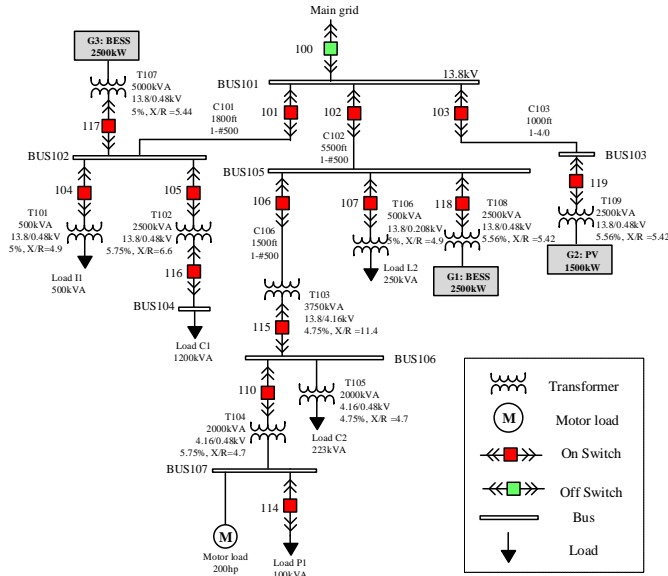 Main grid
100
G3: BESS
2500kW
T107
5000kVA
13.8/0.48kV
5%, X/R =5.44
117
BUS101
13.8kV
C101
1800ft
1-#500
101
102
103
C102
5500ft
1-#500
C103
1000ft
1-4/0
BUS102
BUS105
BUS103
104
105
106
107
118
119
T101
500kVA
13.8/0.48kV
5% X/R=4.9
Load I1
500kVA
T102
2500kVA
13.8/0.48kV
5.75%, X/R=6.6
116
BUS104
Load C1
1200kVA
C106
1500ft
1-#500
T106
500kVA
13.8/0.208kV
5%, X/R =4.9
Load L2
250kVA
T108
2500kVA
13.8/0.48kV
5.56%, X/R =5.42
G1: BESS
2500kW
T109
2500kVA
13.8/0.48kV
5.56%, X/R =5.42
G2: PV
1500kW
T103
3750kVA
13.8/4.16kV
4.75%, X/R =11.4
115
BUS106
110
T104
2000kVA
4.16/0.48kV
5.75%, X/R=4.7
T105
2000kVA
4.16/0.48kV
4.75%, X/R =4.7
Load C2
223kVA
BUS107
114
M
Motor load
200hp
Load P1
100kVA
Transformer
M
Motor load
On Switch
Off Switch
Bus
Load